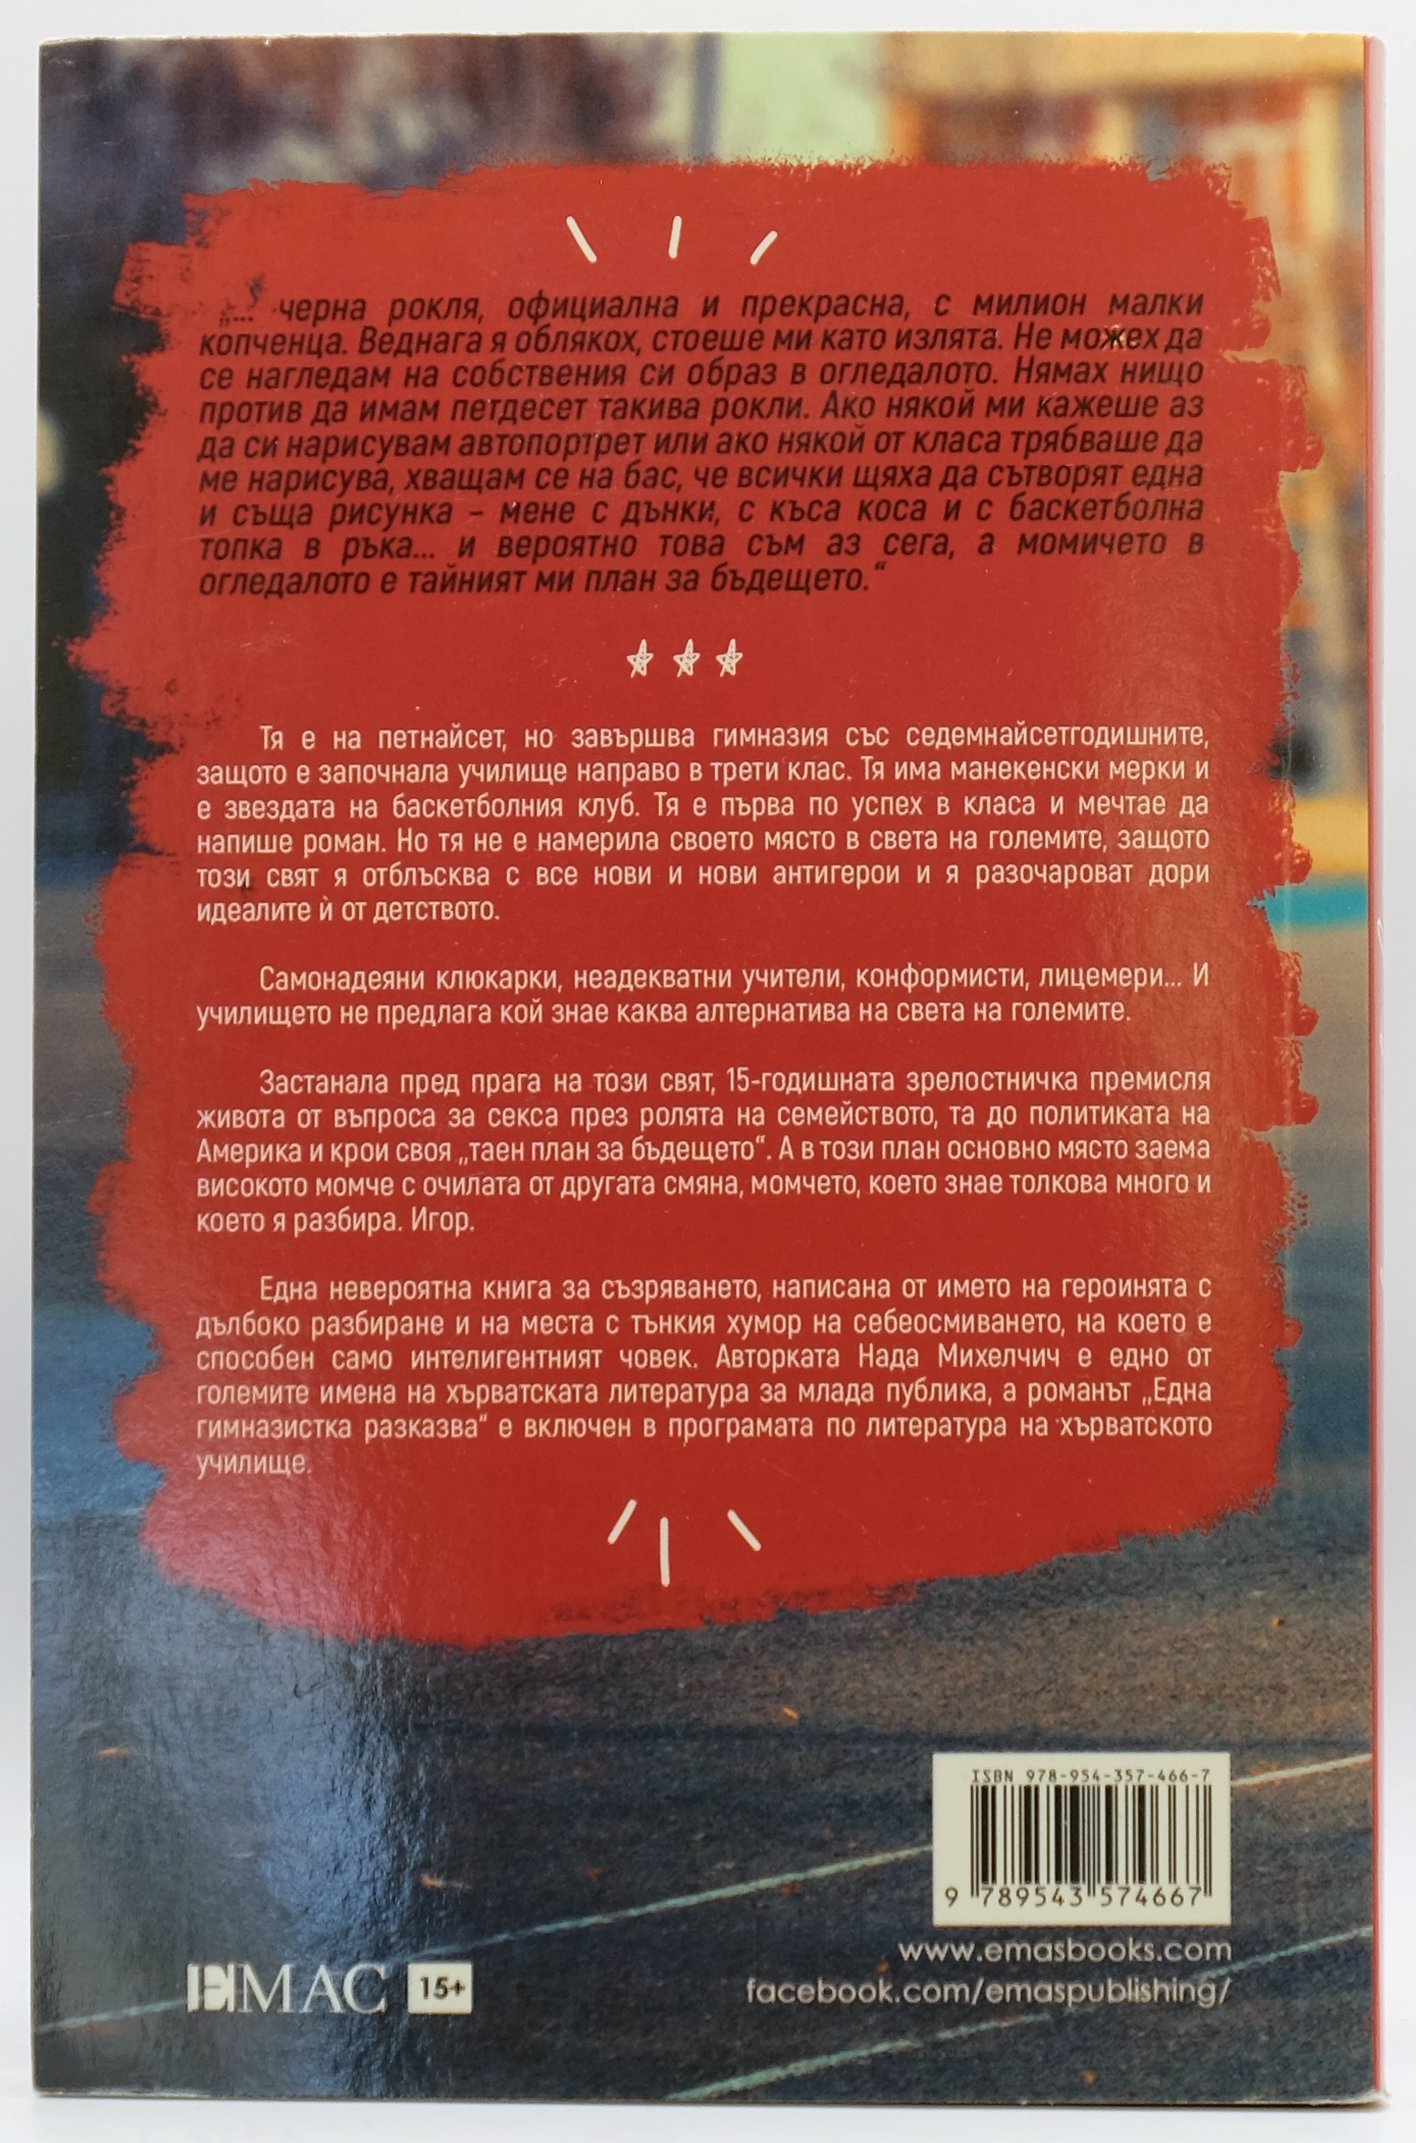 „... черна рокля, официална и прекрасна, с милион малки
копченца. Веднага я облякох, стоеше ми като излята. Не можех да
се нагледам на собствения си образ в огледалото. Нямах нищо
против да имам петдесет такива рокли. Ако някой ми кажеше аз
да си нарисувам автопортрет или ако някой от класа трябваше да
ме нарисува, хващам се на бас, че всички щяха да сътворят една
и съща рисунка – мене с дънки, с къса коса и с баскетболна
топка в ръка... и вероятно това съм аз сега, а момичето в
огледалото е тайният ми план за бъдещето.“
Тя е на петнайсет, но завършва гимназия със седемнайсетгодишните,
защото е започнала училище направо в трети клас. Тя има манекенски мерки и
е звездата на баскетболния клуб. Тя е първа по успех в класа и мечтае да
напише роман. Но тя не е намерила своето място в света на големите, защото
този свят я отблъсква с все нови и нови антигерои и я разочароват дори
идеалите ѝ от детството.
Самонадеяни клюкарки, неадекватни учители, конформисти, лицемери... И
училището не предлага кой знае каква алтернатива на света на големите.
Застанала пред прага на този свят, 15-годишната зрелостничка премисля
живота от въпроса за секса през ролята на семейството, та до политиката на
Америка и крои своя „таен план за бъдещето“. А в този план основно място заема
високото момче с очилата от другата смяна, момчето, което знае толкова много и
което я разбира. Игор.
Една невероятна книга за съзряването, написана от името на героинята с
дълбоко разбиране и на места с тънкия хумор на себеосмиването, на което е
способен само интелигентният човек. Авторката Нада Михелчич е едно от
големите имена на хърватската литература за млада публика, а романът „Една
гимназистка разказва“ е включен в програмата по литература на хърватското
училище.
ISBN 978-954-357-466-7
9 789543 574667
www.emasbooks.com
facebook.com/emaspublishing/
ЕМАС 15+